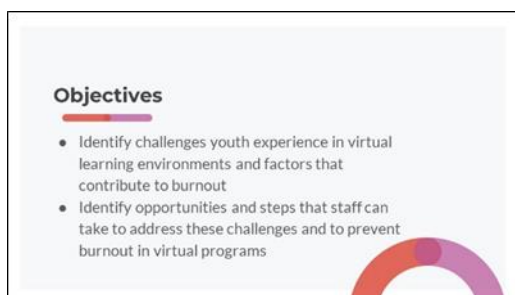 Objectives
● Identify challenges youth experience in virtual
learning environments and factors that
contribute to burnout
● Identify opportunities and steps that staff can
take to address these challenges and to prevent
burnout in virtual programs